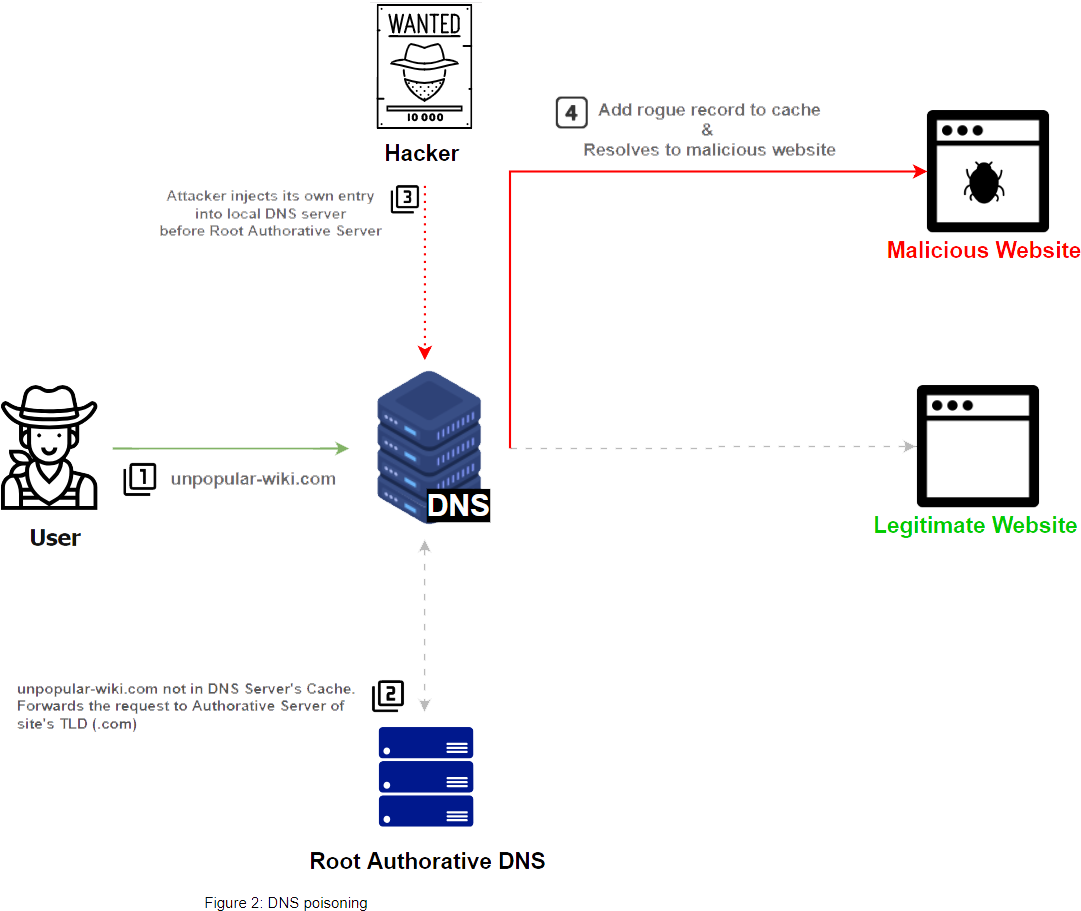 WANTED
10 000
Hacker
4
Add rogue record to cache
&
Resolves to malicious website
Malicious Website
3
Attacker injects its own entry
into local DNS server
before Root Authorative Server
1
unpopular-wiki.com
User
DNS
Legitimate Website
2
unpopular-wiki.com not in DNS Server's Cache.
Forwards the request to Authorative Server of
site's TLD (.com)
Root Authorative DNS
Figure 2: DNS poisoning